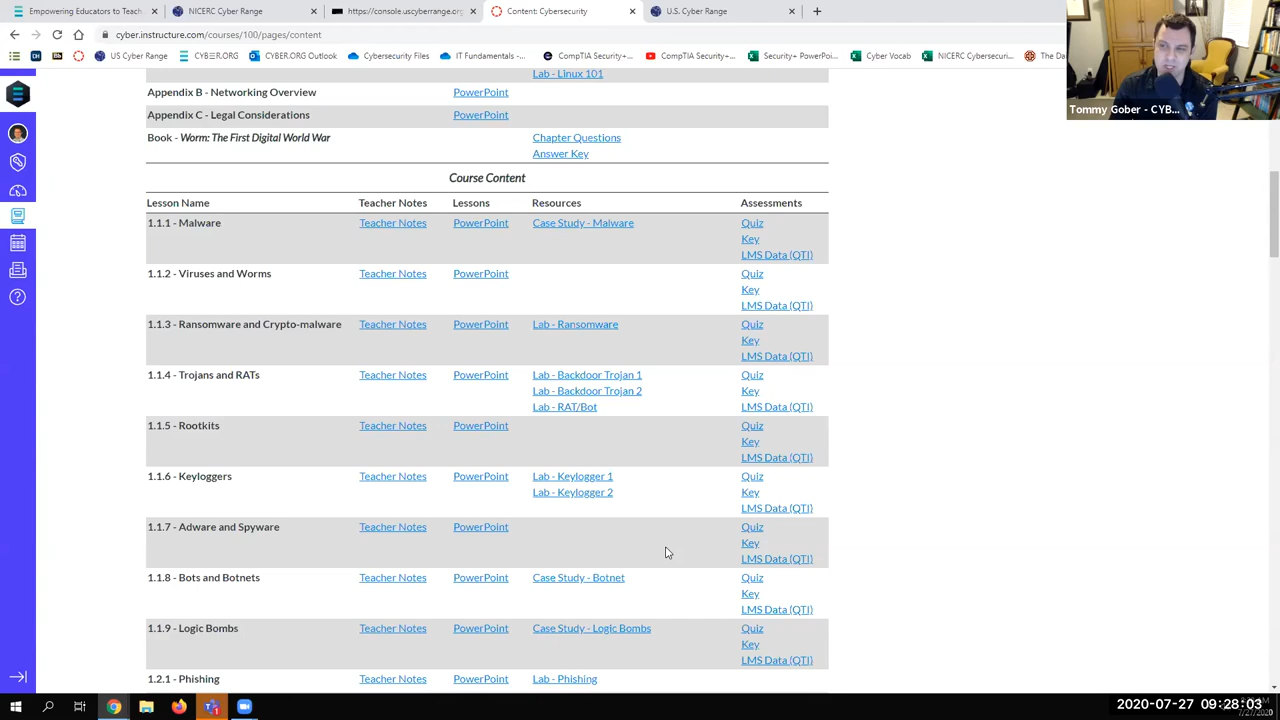 Empowering Educators to Teach
NICERC Cyber Range
https://console.uscyberrange.org
Content: Cybersecurity
U.S. Cyber Range
cyber.instructure.com/courses/100/pages/content
US Cyber Range
CYBΞR.ORG
CYBER.ORG Outlook
Cybersecurity Files
IT Fundamentals -...
CompTIA Security+...
CompTIA Security+...
Security+ PowerPoi...
Cyber Vocab
NICERC Cybersecuri...
The Da
Tommy Gober - CYB...
Lab - Linux 101
Appendix B - Networking Overview PowerPoint
Appendix C - Legal Considerations PowerPoint
Book - Worm: The First Digital World War Chapter Questions
Answer Key
Course Content
Lesson Name Teacher Notes Lessons Resources Assessments
1.1.1 - Malware Teacher Notes PowerPoint Case Study - Malware Quiz
Key
LMS Data (QTI)
1.1.2 - Viruses and Worms Teacher Notes PowerPoint Quiz
Key
LMS Data (QTI)
1.1.3 - Ransomware and Crypto-malware Teacher Notes PowerPoint Lab - Ransomware Quiz
Key
LMS Data (QTI)
1.1.4 - Trojans and RATs Teacher Notes PowerPoint Lab - Backdoor Trojan 1 Quiz
Lab - Backdoor Trojan 2 Key
Lab - RAT/Bot LMS Data (QTI)
1.1.5 - Rootkits Teacher Notes PowerPoint Quiz
Key
LMS Data (QTI)
1.1.6 - Keyloggers Teacher Notes PowerPoint Lab - Keylogger 1 Quiz
Lab - Keylogger 2 Key
LMS Data (QTI)
1.1.7 - Adware and Spyware Teacher Notes PowerPoint Quiz
Key
LMS Data (QTI)
1.1.8 - Bots and Botnets Teacher Notes PowerPoint Case Study - Botnet Quiz
Key
LMS Data (QTI)
1.1.9 - Logic Bombs Teacher Notes PowerPoint Case Study - Logic Bombs Quiz
Key
LMS Data (QTI)
1.2.1 - Phishing Teacher Notes PowerPoint Lab - Phishing
2020-07-27 09:28:03